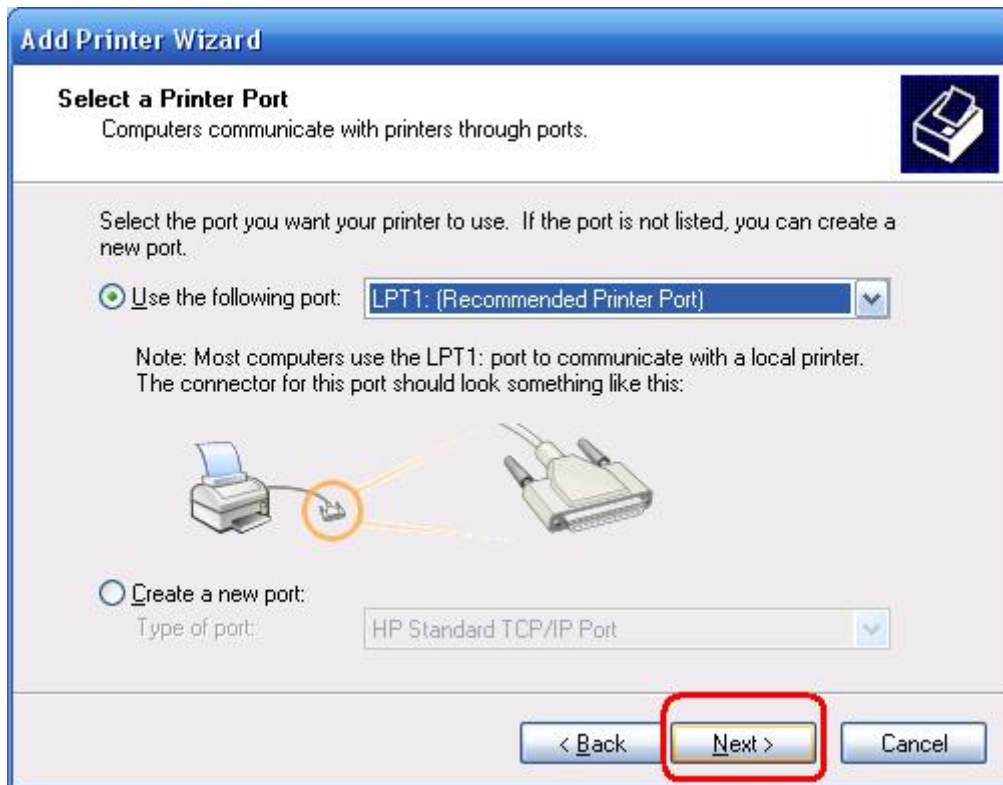 Add Printer Wizard
Select a Printer Port
Computers communicate with printers through ports.
Select the port you want your printer to use.  If the port is not listed, you can create a
new port.
Use the following port: LPT1: (Recommended Printer Port)
Note: Most computers use the LPT1: port to communicate with a local printer.
The connector for this port should look something like this:
Create a new port:
Type of port: HP Standard TCP/IP Port
< Back Next > Cancel